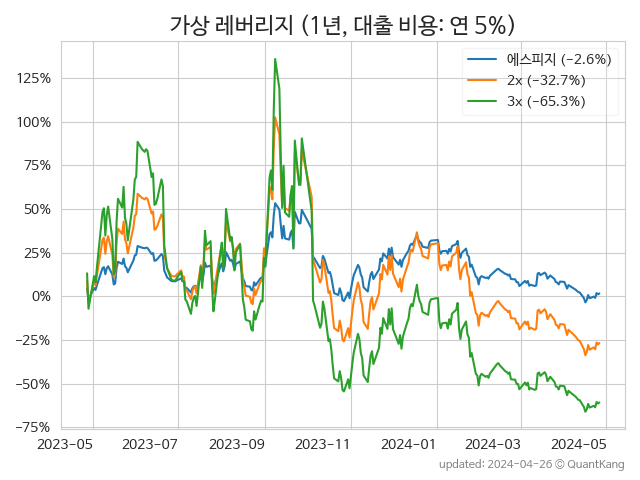 가상 레버리지 (1년, 대출 비용: 연 5%)
에스피지 (−2.6%)
2x (−32.7%)
3x (−65.3%)
125%
100%
75%
50%
25%
0%
−25%
−50%
−75%
2023-05 2023-07 2023-09 2023-11 2024-01 2024-03 2024-05
updated: 2024-04-26 © QuantKang